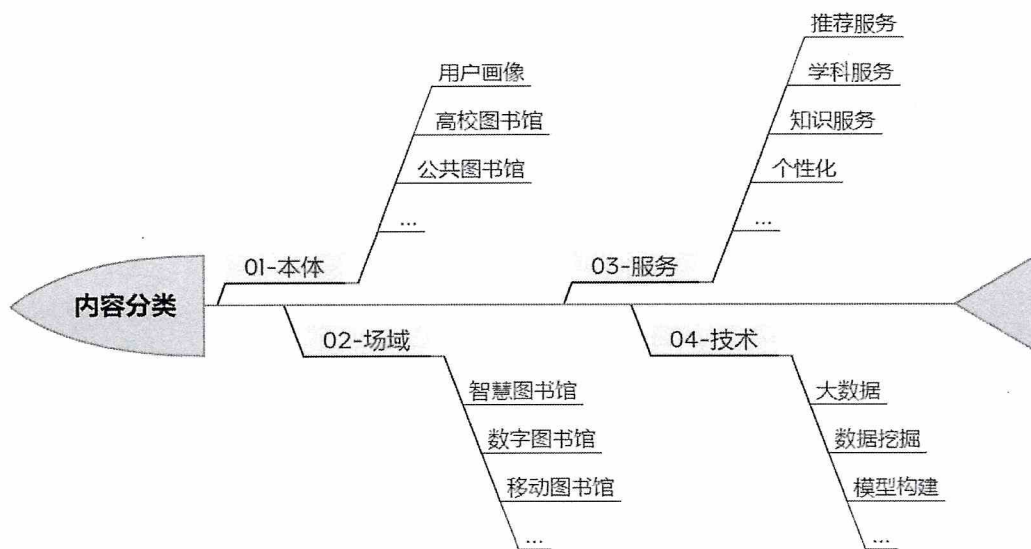 内容分类
01-本体
用户画像
高校图书馆
公共图书馆
...
02-场域
智慧图书馆
数字图书馆
移动图书馆
...
03-服务
推荐服务
学科服务
知识服务
个性化
...
04-技术
大数据
数据挖掘
模型构建
...